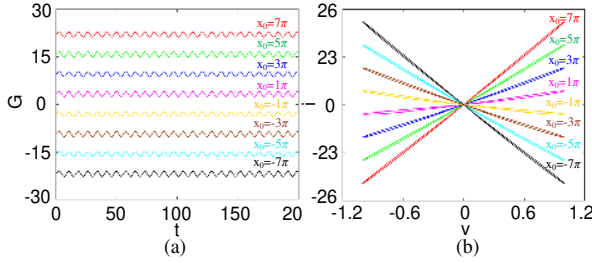 30
15
0
-15
-30
G
x₀=7π
x₀=5π
x₀=3π
x₀=1π
x₀=-1π
x₀=-3π
x₀=-5π
x₀=-7π
0 50 100 150 200
t
(a)
26
23
0
-23
-26
i
x₀=7π
x₀=5π
x₀=3π
x₀=1π
x₀=-1π
x₀=-3π
x₀=-5π
x₀=-7π
-1.2 -0.6 0 0.6 1.2
v
(b)